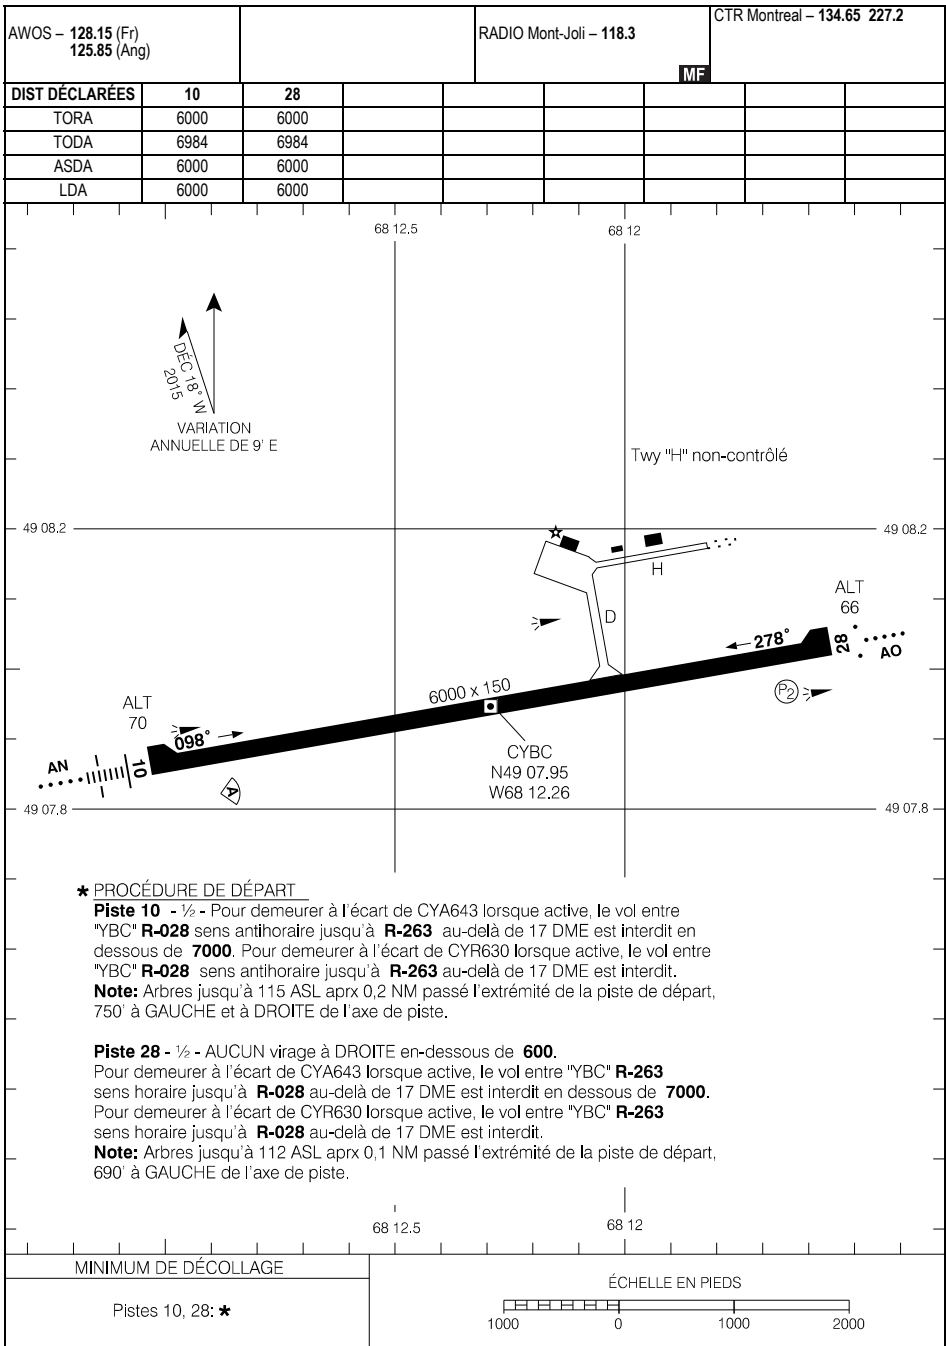 AWOS – 128.15 (Fr)
125.85 (Ang)
RADIO Mont-Joli – 118.3
MF
CTR Montreal – 134.65 227.2
DIST DÉCLARÉES 10 28
TORA 6000 6000
TODA 6984 6984
ASDA 6000 6000
LDA 6000 6000
68 12.5 68 12
DÉC 18° W
2015
VARIATION
ANNUELLE DE 9' E
Twy "H" non-contrôlé
49 08.2 49 08.2
H
D
ALT
66
278°
28
AO
P2
6000 x 150
ALT
70
098°
AN
10
A
CYBC
N49 07.95
W68 12.26
49 07.8 49 07.8
* PROCÉDURE DE DÉPART
Piste 10 - ½ - Pour demeurer à l'écart de CYA643 lorsque active, le vol entre
"YBC" R-028 sens antihoraire jusqu'à R-263 au-delà de 17 DME est interdit en
dessous de 7000. Pour demeurer à l'écart de CYR630 lorsque active, le vol entre
"YBC" R-028 sens antihoraire jusqu'à R-263 au-delà de 17 DME est interdit.
Note: Arbres jusqu'à 115 ASL aprx 0,2 NM passé l'extrémité de la piste de départ,
750' à GAUCHE et à DROITE de l'axe de piste.
Piste 28 - ½ - AUCUN virage à DROITE en-dessous de 600.
Pour demeurer à l'écart de CYA643 lorsque active, le vol entre "YBC" R-263
sens horaire jusqu'à R-028 au-delà de 17 DME est interdit en dessous de 7000.
Pour demeurer à l'écart de CYR630 lorsque active, le vol entre "YBC" R-263
sens horaire jusqu'à R-028 au-delà de 17 DME est interdit.
Note: Arbres jusqu'à 112 ASL aprx 0,1 NM passé l'extrémité de la piste de départ,
690' à GAUCHE de l'axe de piste.
68 12.5 68 12
MINIMUM DE DÉCOLLAGE
Pistes 10, 28: *
ÉCHELLE EN PIEDS
1000 0 1000 2000